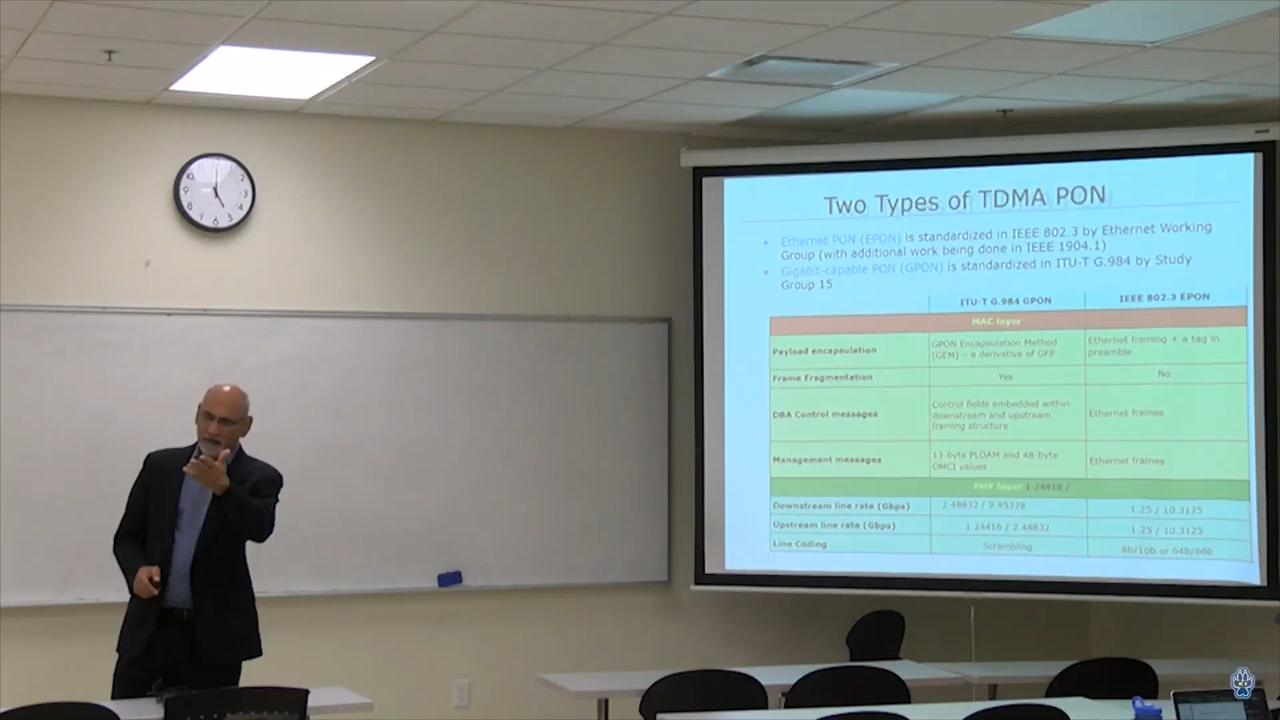 Two Types of TDMA PON
• Ethernet PON (EPON) is standardized in IEEE 802.3 by Ethernet Working
Group (with additional work being done in IEEE 1904.1)
• Gigabit-capable PON (GPON) is standardized in ITU-T G.984 by Study
Group 15
ITU-T G.984 GPON IEEE 802.3 EPON
MAC layer
Payload encapsulation GPON Encapsulation Method (GEM) – a derivative of GFP Ethernet framing + a tag in preamble
Frame Fragmentation Yes No
DBA Control messages Control fields embedded within downstream and upstream framing structure Ethernet frames
Management messages 13-byte PLOAM and 48-byte OMCI values Ethernet frames
PHY layer 1.24416 /
Downstream line rate (Gbps) 2.48832 / 9.95328 1.25 / 10.3125
Upstream line rate (Gbps) 1.24416 / 2.48832 1.25 / 10.3125
Line Coding Scrambling 8b/10b or 64b/66b